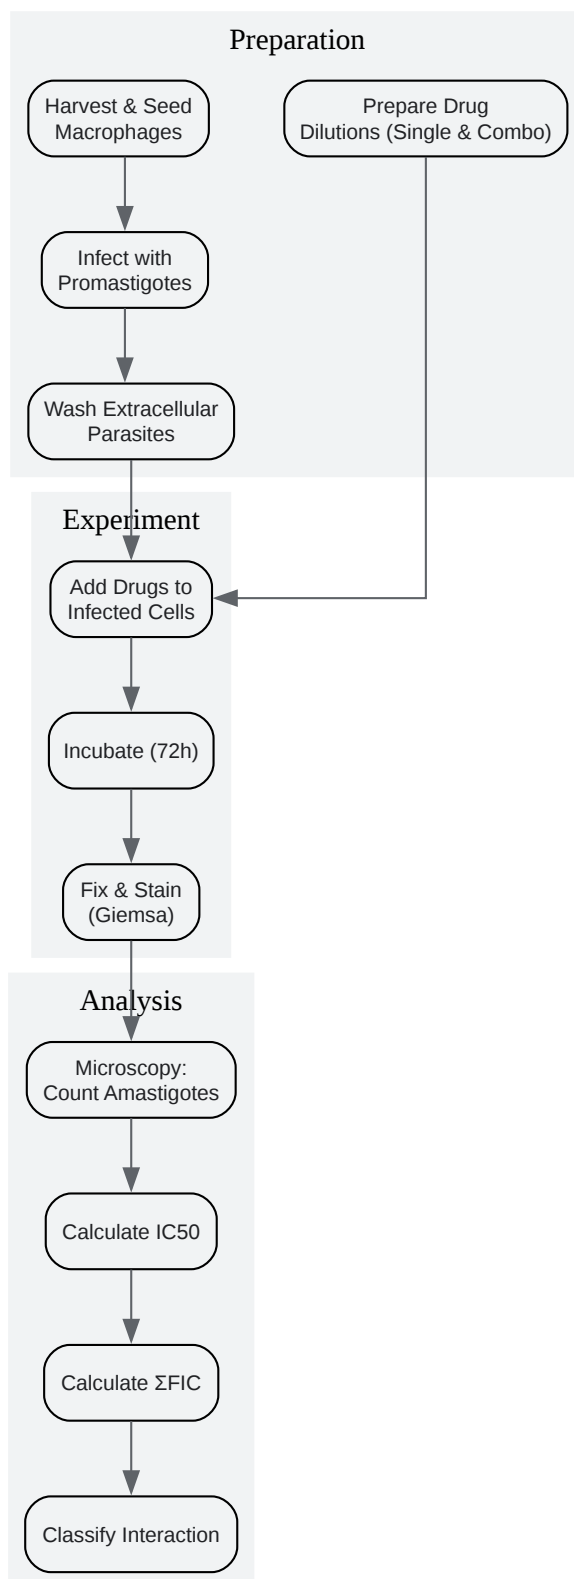 Preparation
Harvest & Seed
Macrophages
Prepare Drug
Dilutions (Single & Combo)
Infect with
Promastigotes
Wash Extracellular
Parasites
Experiment
Add Drugs to
Infected Cells
Incubate (72h)
Fix & Stain
(Giemsa)
Analysis
Microscopy:
Count Amastigotes
Calculate IC50
Calculate ΣFIC
Classify Interaction